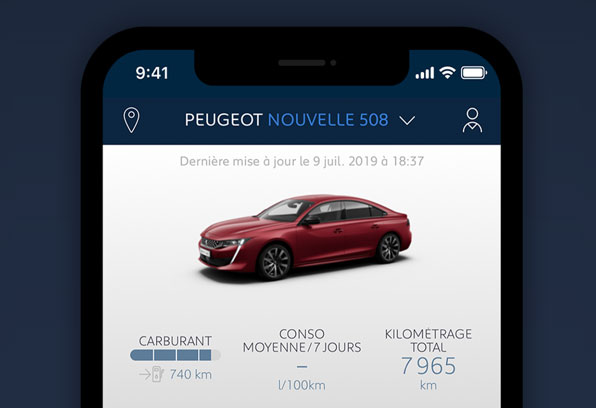 9:41
PEUGEOT NOUVELLE 508
Dernière mise à jour le 9 juil. 2019 à 18:37
CARBURANT
740 km
CONSO
MOYENNE/7 JOURS
–
l/100km
KILOMÉTRAGE
TOTAL
7 965
km